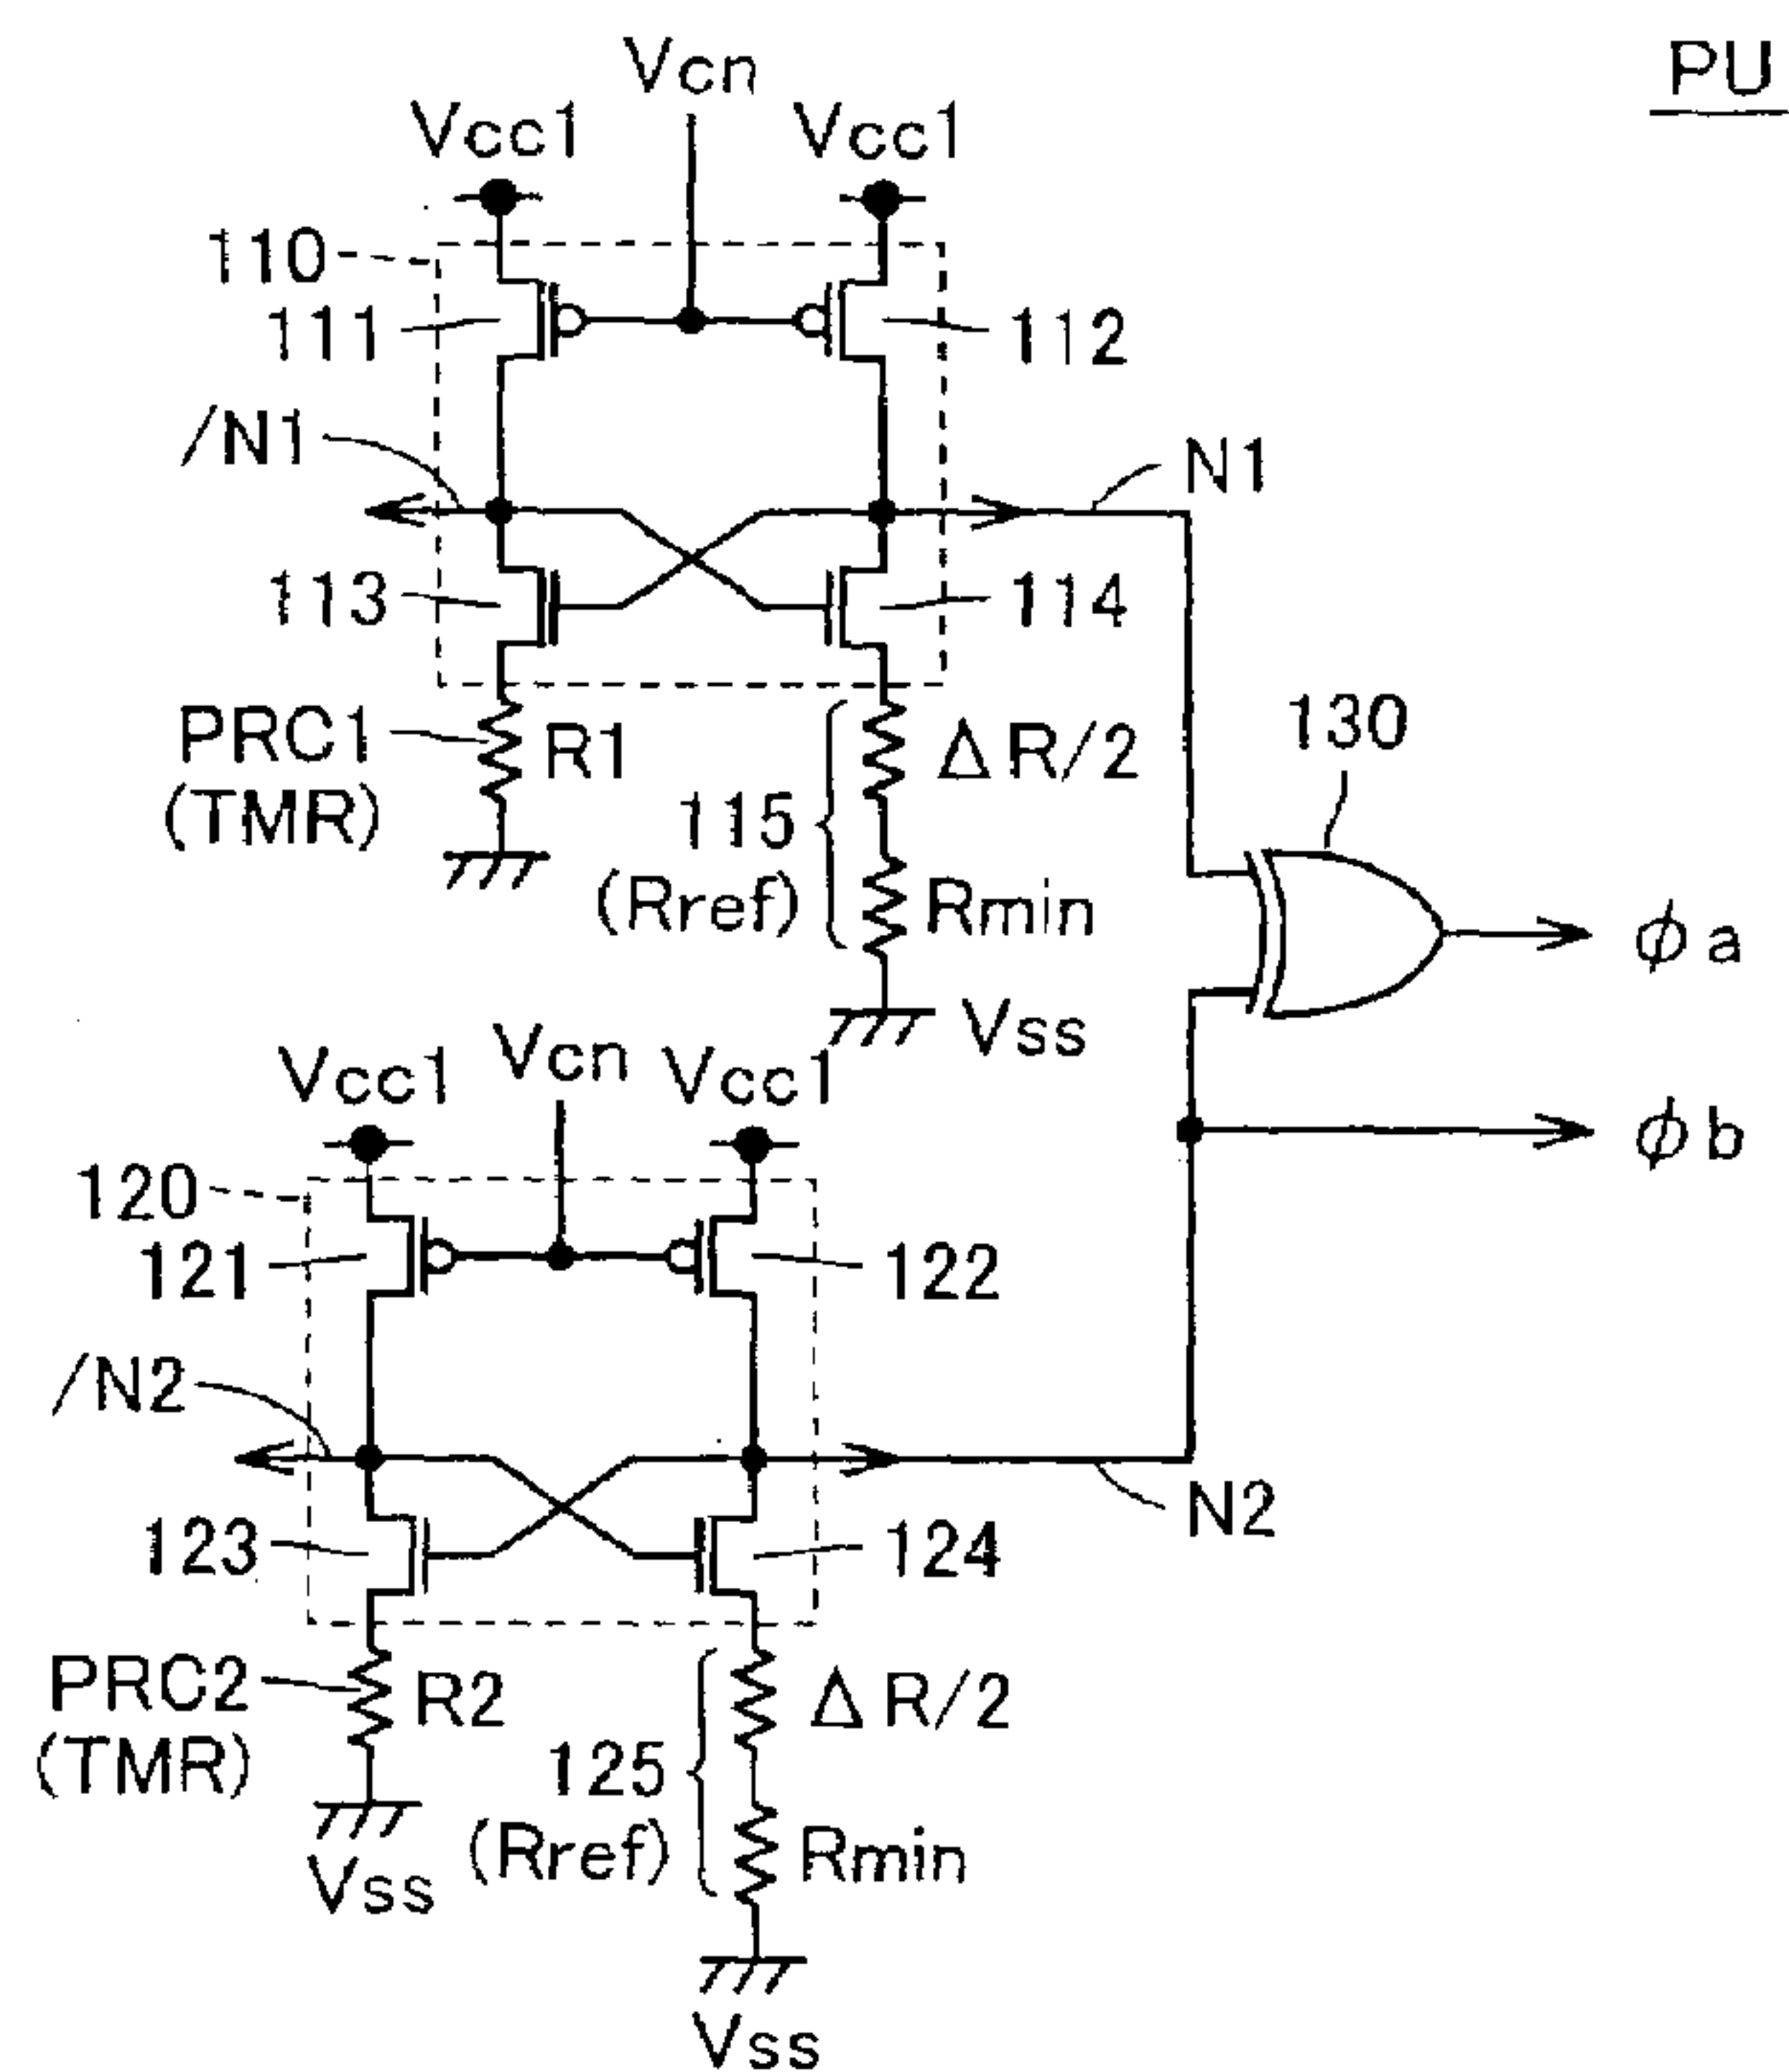 PU
Vcn
Vcc1 Vcc1
110
111 112
/N1 N1
113 114
PRC1 R1 ΔR/2 130
(TMR) 115
(Rref) Rmin
φa
Vss
Vcc1 Vcn Vcc1
φb
120
121 122
/N2
N2
123 124
PRC2 R2 ΔR/2
(TMR) 125
(Rref) Rmin
Vss
Vss